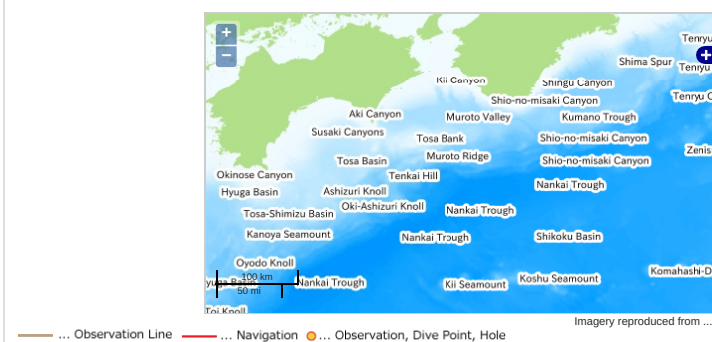 +
−
Tenryu
Shima Spur
Tenryu
+
Kii Canyon
Shingu Canyon
Shio-no-misaki Canyon
Tenryu C
Aki Canyon
Muroto Valley
Kumano Trough
Susaki Canyons
Tosa Bank
Shio-no-misaki Canyon
Zenis
Tosa Basin
Muroto Ridge
Shio-no-misaki Canyon
Okinose Canyon
Tenkai Hill
Nankai Trough
Hyuga Basin
Ashizuri Knoll
Oki-Ashizuri Knoll
Nankai Trough
Tosa-Shimizu Basin
Kanoya Seamount
Nankai Trough
Shikoku Basin
Oyodo Knoll
Komahashi-D
100 km
yuga Basin
Nankai Trough
Kii Seamount
Koshu Seamount
50 mi
Toi Knoll
Imagery reproduced from ...
... Observation Line
... Navigation
... Observation, Dive Point, Hole